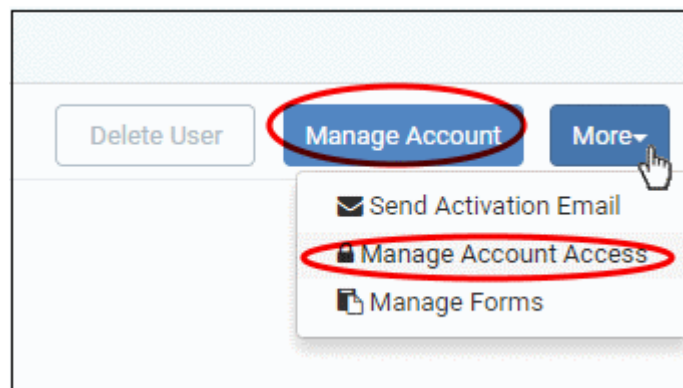 Delete User Manage Account More
Send Activation Email
Manage Account Access
Manage Forms